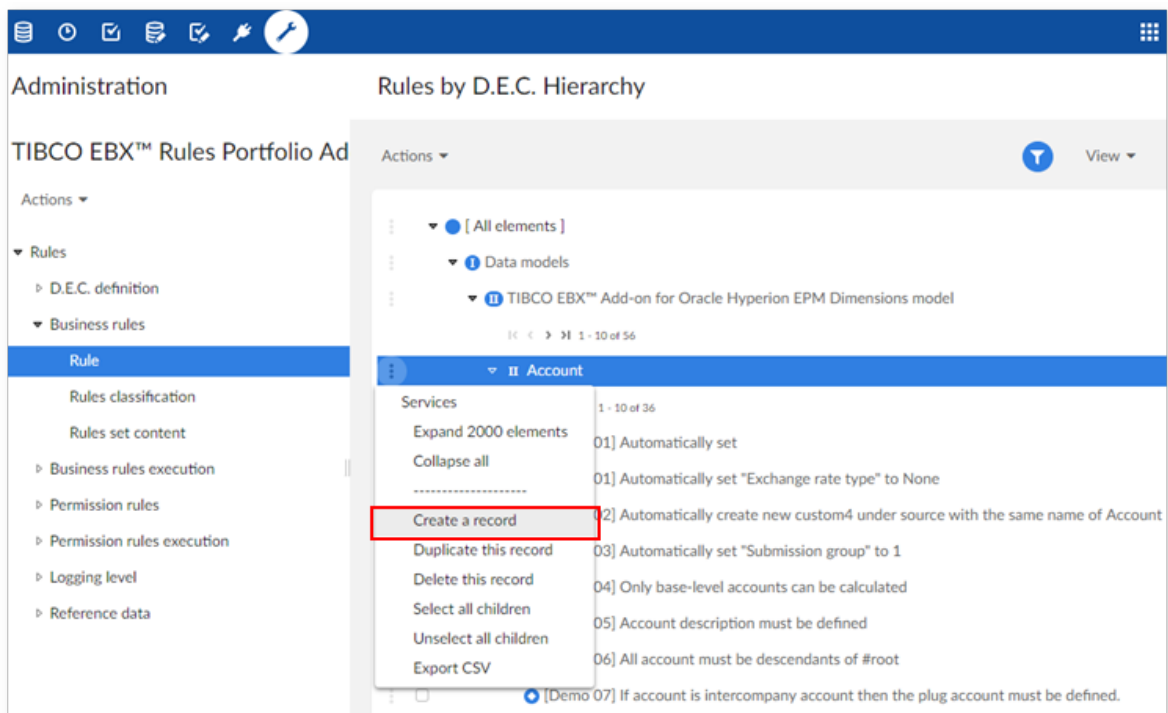 Administration
TIBCO EBX™ Rules Portfolio Ad
Actions
Rules
D.E.C. definition
Business rules
Rule
Rules classification
Rules set content
Business rules execution
Permission rules
Permission rules execution
Logging level
Reference data
Rules by D.E.C. Hierarchy
Actions
View
[ All elements ]
I Data models
II TIBCO EBX™ Add-on for Oracle Hyperion EPM Dimensions model
1 - 10 of 56
II Account
1 - 10 of 36
Services
Expand 2000 elements
Collapse all
--------------------
Create a record
Duplicate this record
Delete this record
Select all children
Unselect all children
Export CSV
01] Automatically set
01] Automatically set "Exchange rate type" to None
02] Automatically create new custom4 under source with the same name of Account
03] Automatically set "Submission group" to 1
04] Only base-level accounts can be calculated
05] Account description must be defined
06] All account must be descendants of #root
[Demo 07] If account is intercompany account then the plug account must be defined.